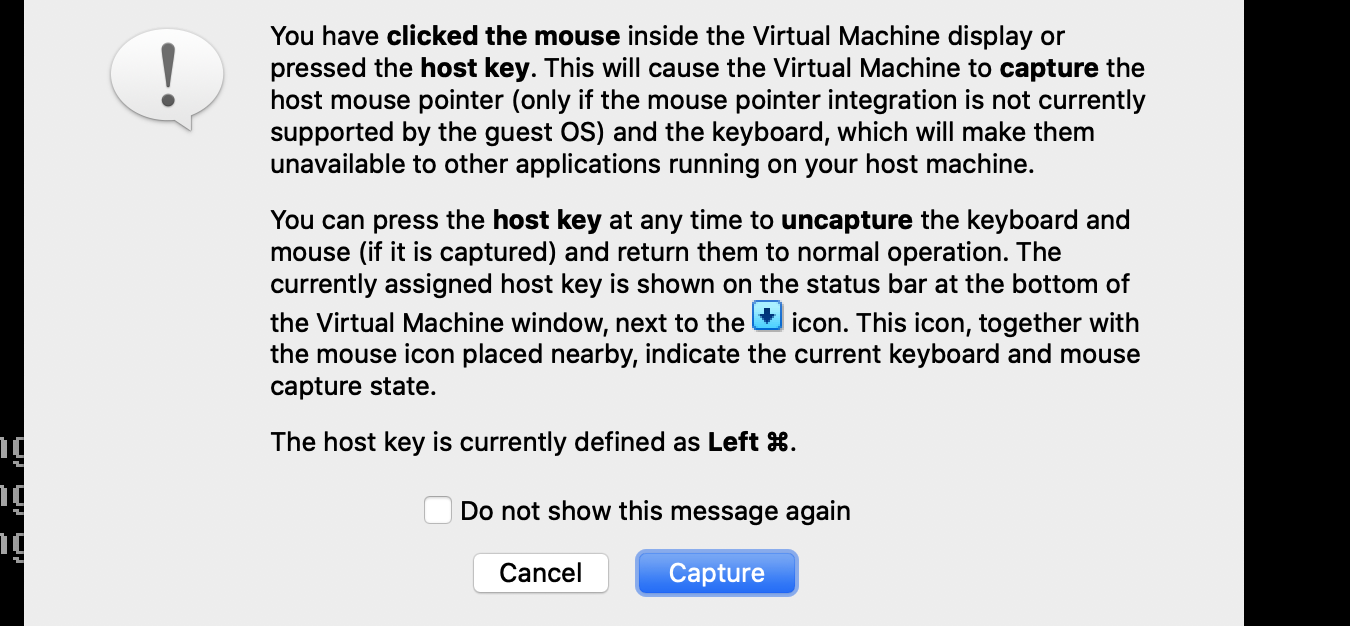 You have clicked the mouse inside the Virtual Machine display or
pressed the host key. This will cause the Virtual Machine to capture the
host mouse pointer (only if the mouse pointer integration is not currently
supported by the guest OS) and the keyboard, which will make them
unavailable to other applications running on your host machine.
You can press the host key at any time to uncapture the keyboard and
mouse (if it is captured) and return them to normal operation. The
currently assigned host key is shown on the status bar at the bottom of
the Virtual Machine window, next to the icon. This icon, together with
the mouse icon placed nearby, indicate the current keyboard and mouse
capture state.
The host key is currently defined as Left ⌘.
Do not show this message again
Cancel Capture